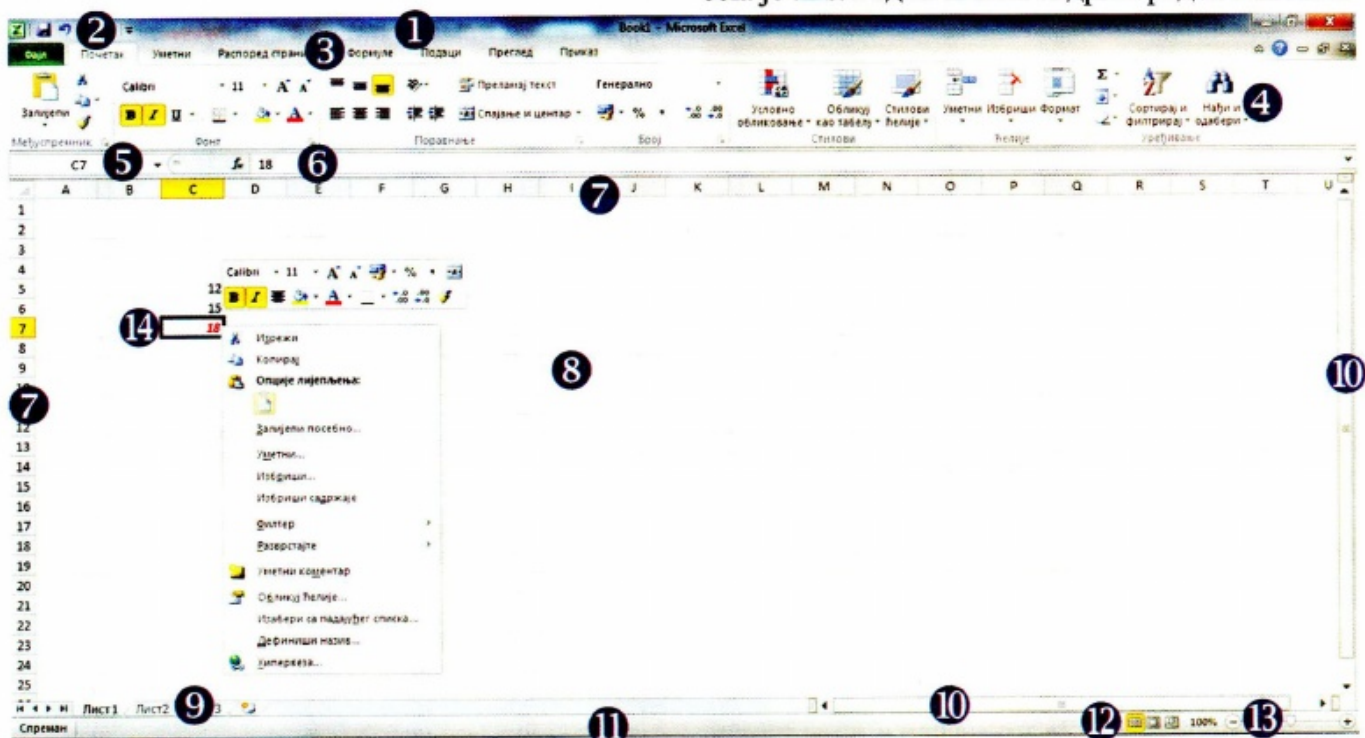 Book1 - Microsoft Excel
1
2
3
Фајл Почетак Уметни Формуле Подаци Преглед Приказ
Calibri 11 Преламај текст Генерално
Залијепи B I U Спајање и центар % Условно обликовање Обликуј као табелу Стилови ћелије Уметни Избриши Формат Сортирај и филтрирај Нађи и одабери 4
Међуспремник Фонт Поравнање Број Стилови Ћелије Уређивање
C7 5 fx 18 6
A B C D E F G H I 7 J K L M N O P Q R S T U
1
2
3
4 Calibri 11 A A %
5 12 B I A
6 15
7 14 18
8 Изрежи
9 Копирај 8 10
Опције лијепљења:
7
12 Залијепи посебно...
13 Уметни...
14 Избриши...
15
16 Избриши садржаје
17 Филтер
18 Разврстајте
19 Уметни коментар
20
21 Обликуј ћелије...
22 Изабери са падајућег списка...
23 Дефиниши назив...
24 Хипервеза...
25
Лист1 Лист2 9 3 10
Спреман 11 12 100% 13